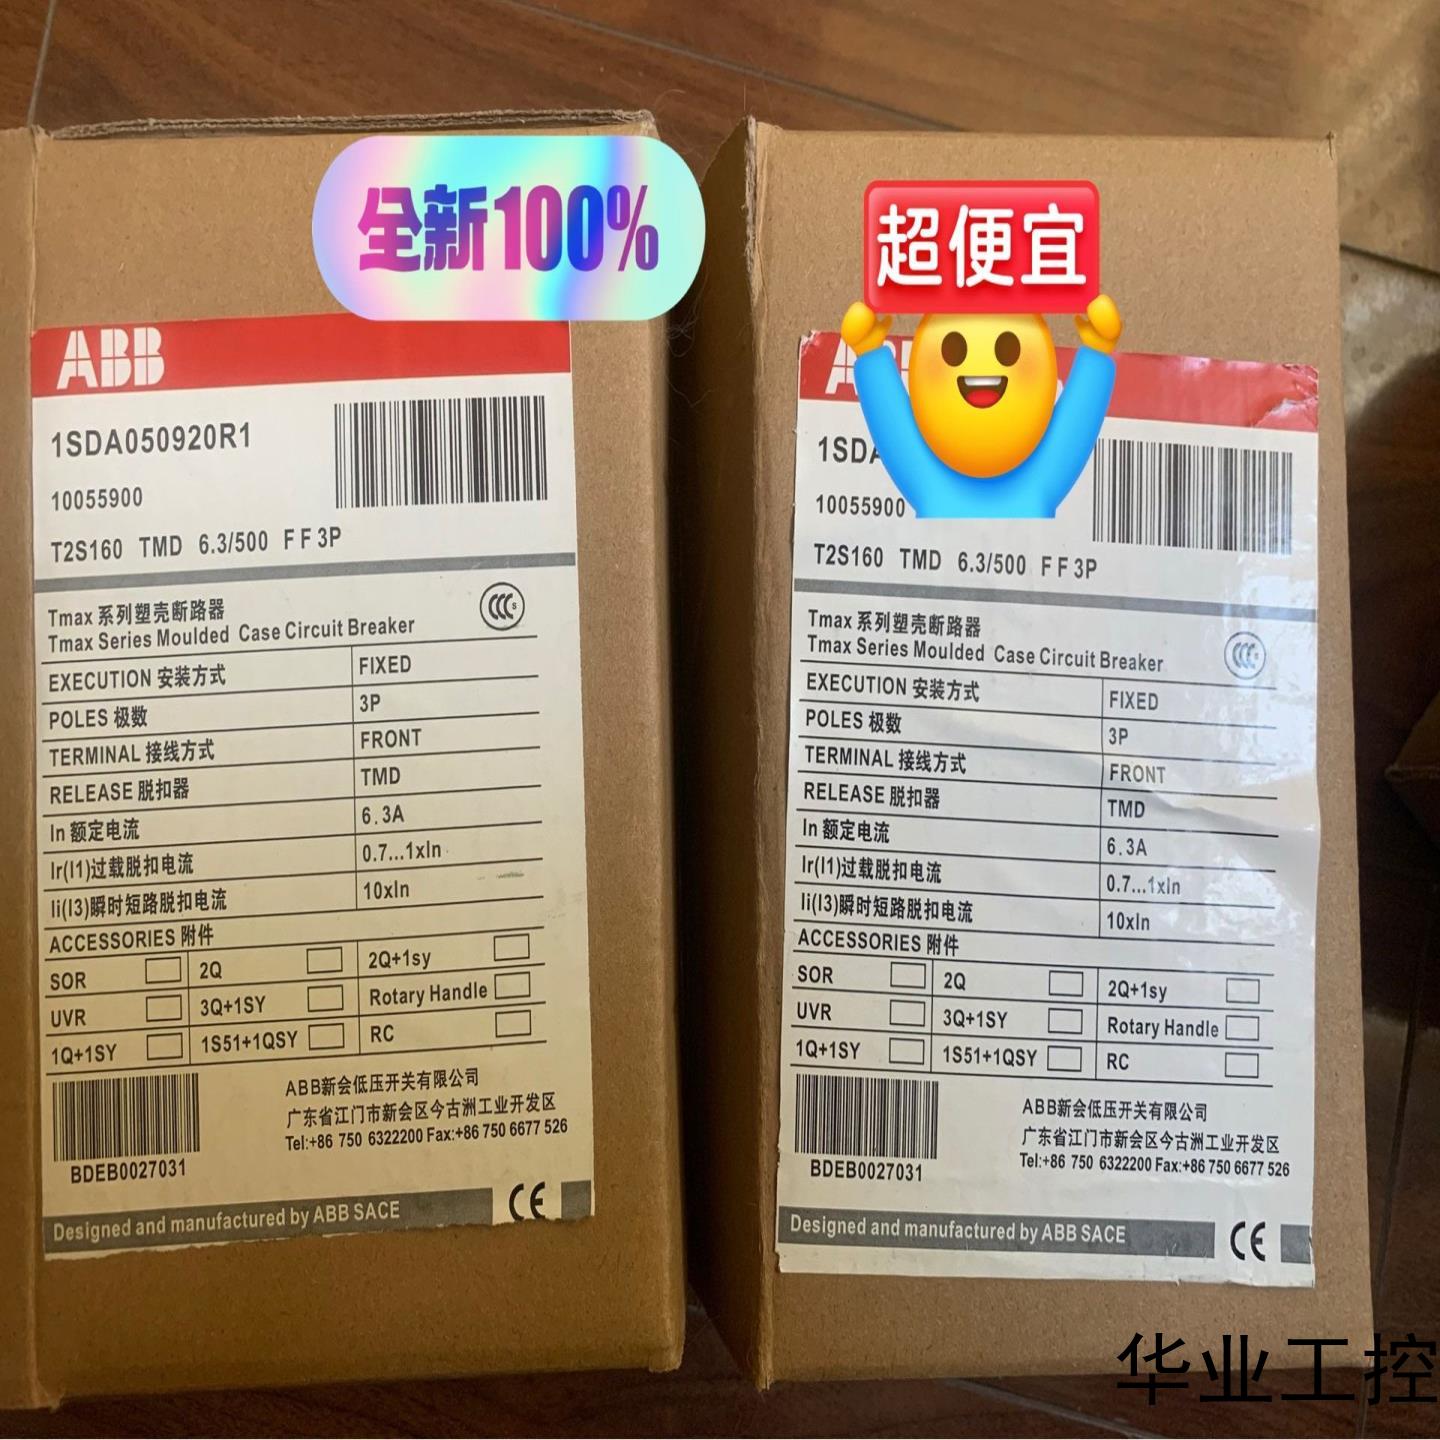 全新100%
ABB
1SDA050920R1
10055900
T2S160 TMD 6.3/500 F F 3P
Tmax 系列塑壳断路器
Tmax Series Moulded Case Circuit Breaker
CCC S
EXECUTION 安装方式 FIXED
POLES 极数 3P
TERMINAL 接线方式 FRONT
RELEASE 脱扣器 TMD
In 额定电流 6.3A
Ir(I1)过载脱扣电流 0.7...1xIn
Ii(I3)瞬时短路脱扣电流 10xIn
ACCESSORIES 附件
SOR 2Q 2Q+1sy
UVR 3Q+1SY Rotary Handle
1Q+1SY 1S51+1QSY RC
ABB新会低压开关有限公司
广东省江门市新会区今古洲工业开发区
Tel:+86 750 6322200 Fax:+86 750 6677 526
BDEB0027031
Designed and manufactured by ABB SACE CE
超便宜
1SDA
10055900
T2S160 TMD 6.3/500 F F 3P
Tmax 系列塑壳断路器
Tmax Series Moulded Case Circuit Breaker
CCC
EXECUTION 安装方式 FIXED
POLES 极数 3P
TERMINAL 接线方式 FRONT
RELEASE 脱扣器 TMD
In 额定电流 6.3A
Ir(I1)过载脱扣电流 0.7...1xIn
Ii(I3)瞬时短路脱扣电流 10xIn
ACCESSORIES 附件
SOR 2Q 2Q+1sy
UVR 3Q+1SY Rotary Handle
1Q+1SY 1S51+1QSY RC
ABB新会低压开关有限公司
广东省江门市新会区今古洲工业开发区
Tel:+86 750 6322200 Fax:+86 750 6677 526
BDEB0027031
Designed and manufactured by ABB SACE CE
华业工控